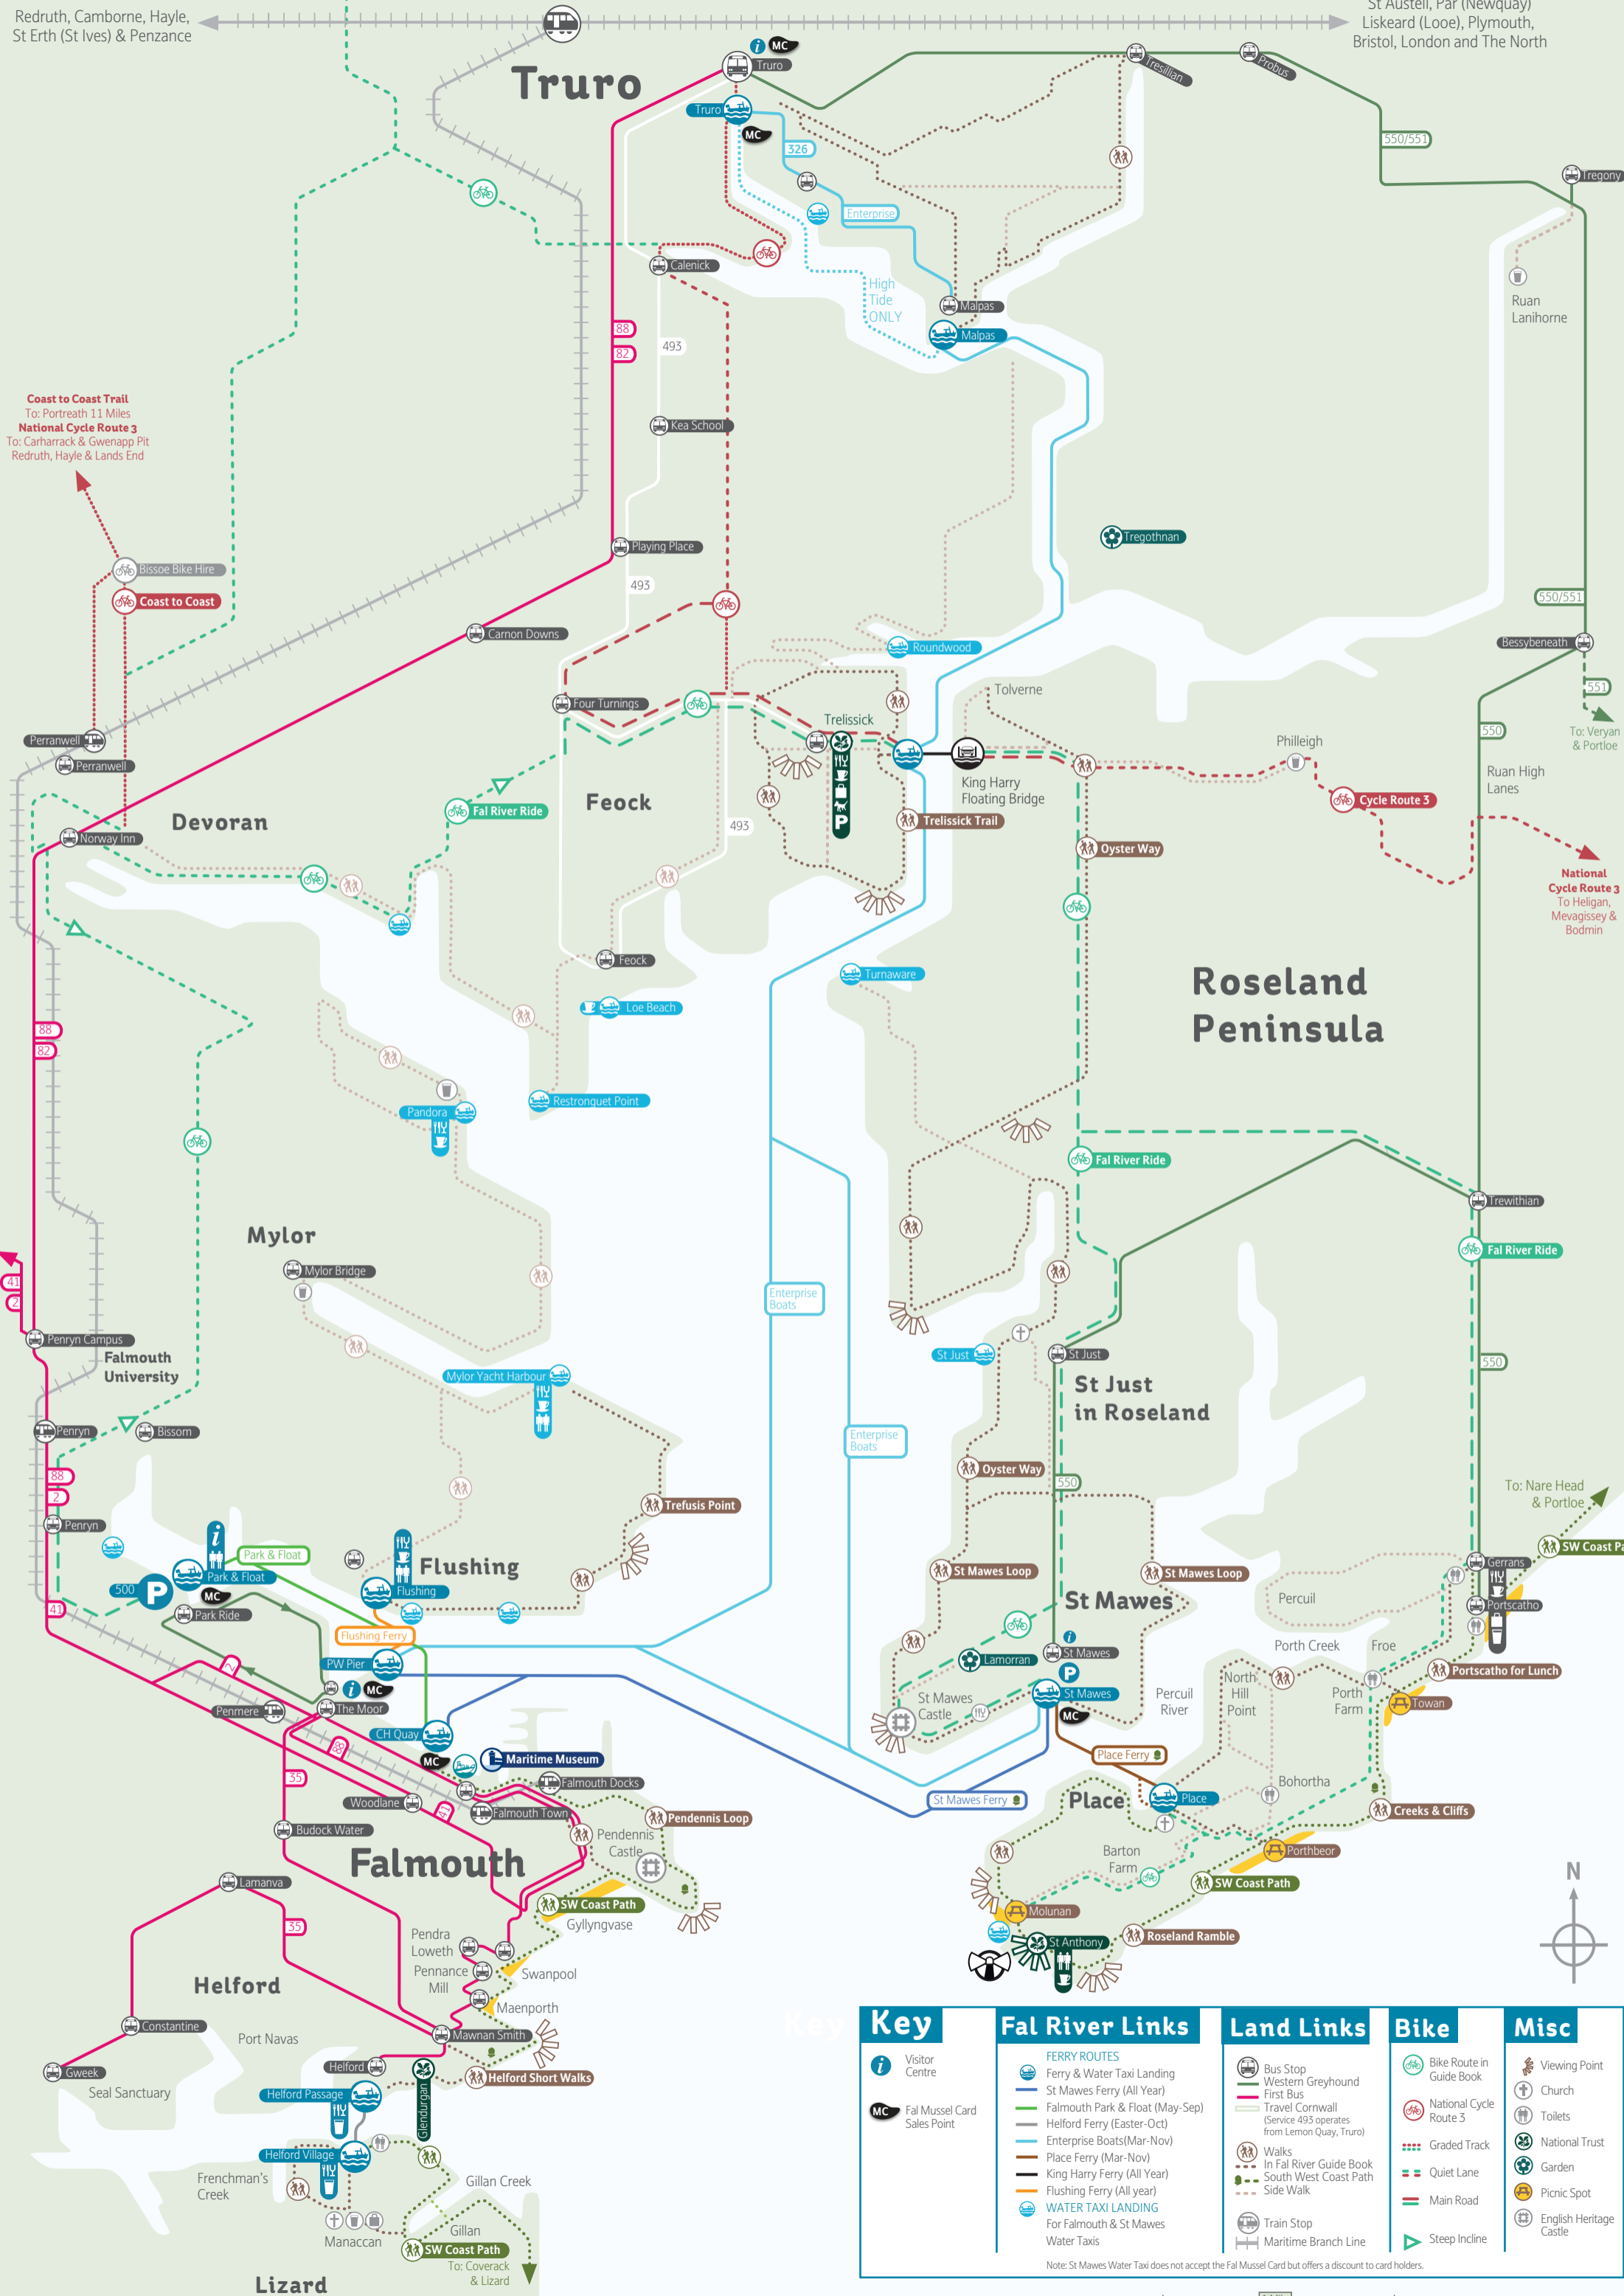 Redruth, Camborne, Hayle,
St Erth (St Ives) & Penzance
St Austell, Par (Newquay)
Liskeard (Looe), Plymouth,
Bristol, London and The North
Truro
i
MC
Truro
Truro
MC
326
Enterprise
Tresillian
Probus
550/551
Tregony
Calenick
High
Tide
ONLY
Malpas
Malpas
Ruan
Lanihorne
88
82
493
Coast to Coast Trail
To: Portreath 11 Miles
National Cycle Route 3
To: Carharrack & Gwenapp Pit
Redruth, Hayle & Lands End
Kea School
Tregothnan
Playing Place
Bissoe Bike Hire
Coast to Coast
493
550/551
Carnon Downs
Roundwood
Bessybeneath
551
To: Veryan
& Portloe
Four Turnings
Tolverne
Trelissick
P
550
Perranwell
Perranwell
Philleigh
Ruan High
Lanes
King Harry
Floating Bridge
Feock
Fal River Ride
Cycle Route 3
Devoran
Norway Inn
493
Trelissick Trail
Oyster Way
National
Cycle Route 3
To Heligan,
Mevagissey &
Bodmin
Feock
Turnaware
Roseland
Peninsula
Loe Beach
88
82
Pandora
Restronguet Point
Fal River Ride
Trewithian
Mylor
Fal River Ride
Mylor Bridge
41
2
Enterprise
Boats
Penryn Campus
Falmouth
University
St Just
St Just
550
Mylor Yacht Harbour
St Just
in Roseland
Penryn
Bissom
Enterprise
Boats
88
2
Oyster Way
550
To: Nare Head
& Portloe
Trefusis Point
Penryn
i
Park & Float
Flushing
SW Coast Pa
Gerrans
500
P
Park & Float
MC
Flushing
St Mawes Loop
St Mawes Loop
Percuil
Portscatho
41
Park Ride
St Mawes
Flushing Ferry
i
Porth Creek
Froe
2
PW Pier
St Mawes
Lamorran
P
Portscatho for Lunch
i
MC
St Mawes
North
Hill
Point
Porth
Farm
Towan
Penmere
The Moor
St Mawes
Castle
MC
Percuil
River
CH Quay
88
MC
Maritime Museum
Place Ferry
35
Falmouth Docks
Bohortha
Woodlane
41
Falmouth Town
St Mawes Ferry
Place
Place
Creeks & Cliffs
Pendennis Loop
Budock Water
Pendennis
Castle
Falmouth
Barton
Farm
Porthbeor
Lamanva
SW Coast Path
SW Coast Path
Gyllyngvase
Molunan
35
Pendra
Loweth
St Anthony
Roseland Ramble
N
Pennance
Mill
Swanpool
Helford
Maenporth
Constantine
Mawnan Smith
Port Navas
Helford
Gweek
Seal Sanctuary
Glendurgan
Helford Short Walks
Helford Passage
Helford Village
Frenchman's
Creek
Gillan Creek
Manaccan
Gillan
SW Coast Path
To: Coverack
& Lizard
Lizard
Key
Key
i
Visitor
Centre
MC
Fal Mussel Card
Sales Point
Fal River Links
FERRY ROUTES
Ferry & Water Taxi Landing
St Mawes Ferry (All Year)
Falmouth Park & Float (May-Sep)
Helford Ferry (Easter-Oct)
Enterprise Boats(Mar-Nov)
Place Ferry (Mar-Nov)
King Harry Ferry (All Year)
Flushing Ferry (All year)
WATER TAXI LANDING
For Falmouth & St Mawes
Water Taxis
Land Links
Bus Stop
Western Greyhound
First Bus
Travel Cornwall
(Service 493 operates
from Lemon Quay, Truro)
Walks
In Fal River Guide Book
South West Coast Path
Side Walk
Train Stop
Maritime Branch Line
Bike
Bike Route in
Guide Book
National Cycle
Route 3
Graded Track
Quiet Lane
Main Road
Steep Incline
Misc
Viewing Point
Church
Toilets
National Trust
Garden
Picnic Spot
English Heritage
Castle
Note: St Mawes Water Taxi does not accept the Fal Mussel Card but offers a discount to card holders.